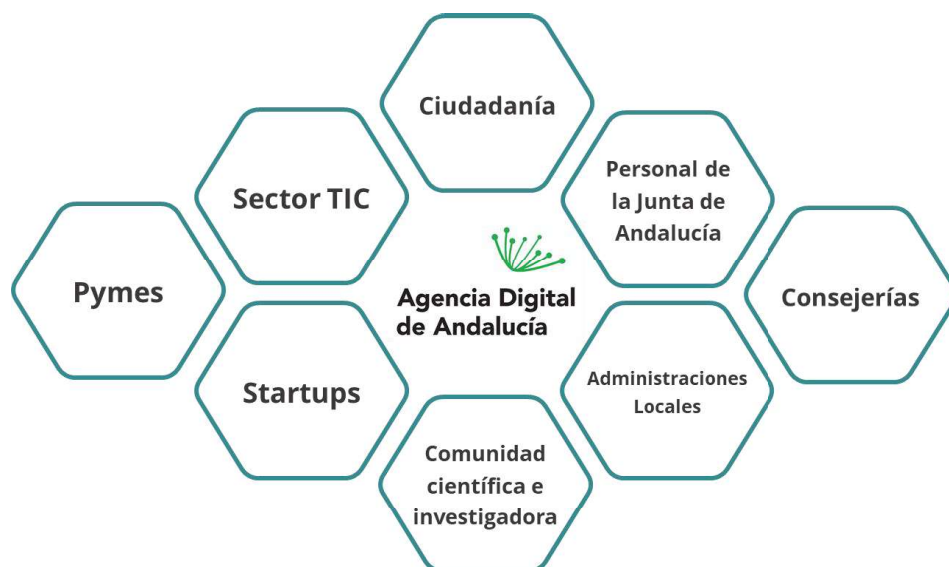 Ciudadanía
Sector TIC
Personal de
la Junta de
Andalucía
Pymes
Agencia Digital
de Andalucía
Consejerías
Startups
Administraciones
Locales
Comunidad
científica e
investigadora